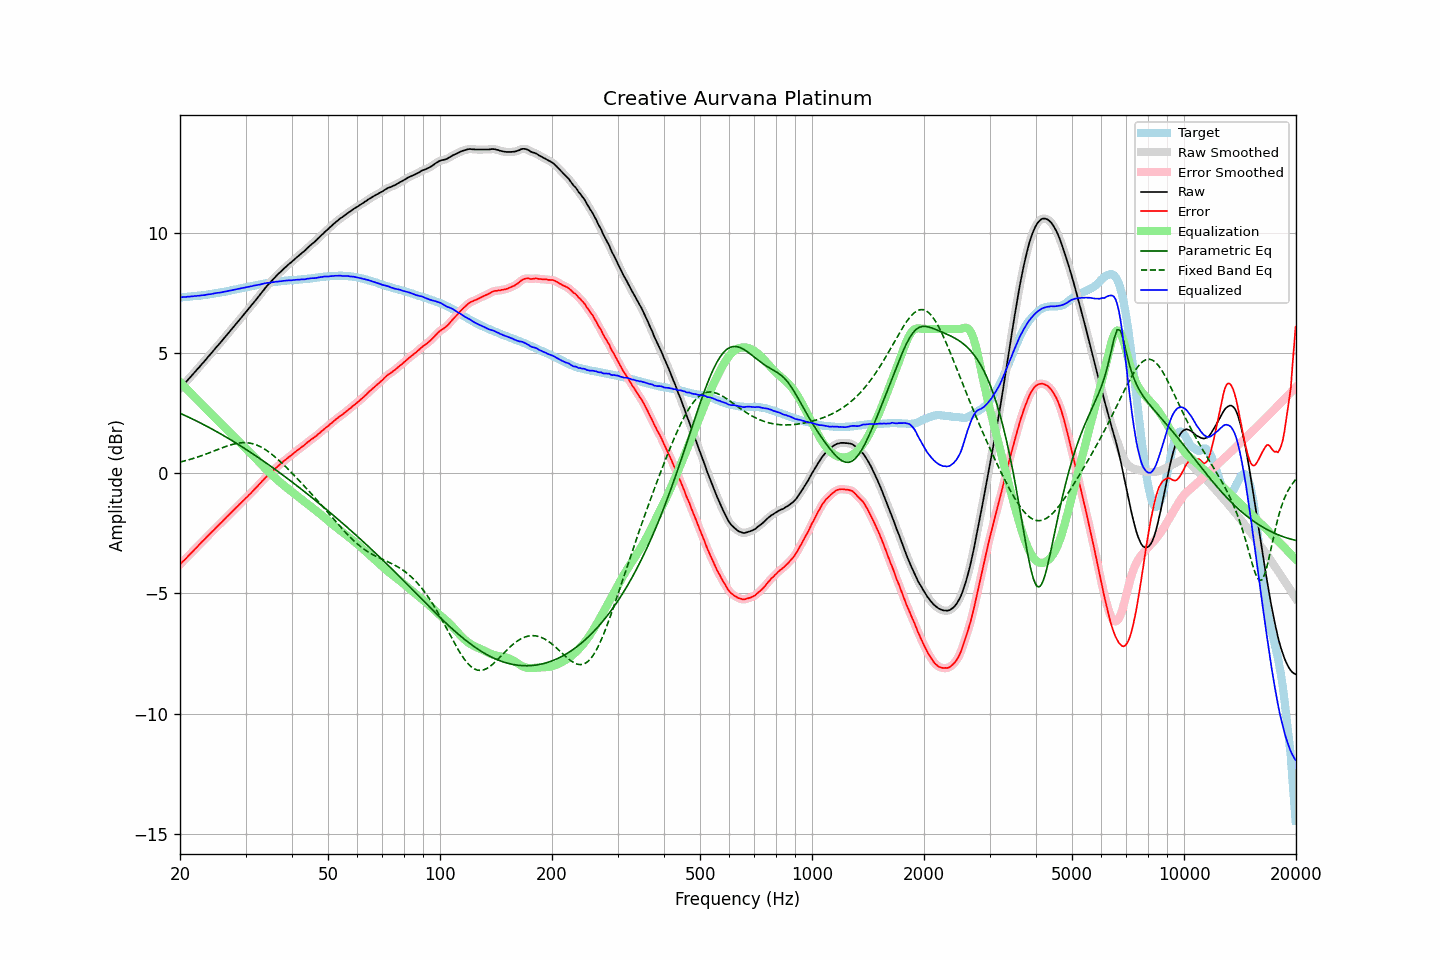 Creative Aurvana Platinum
Target
Raw Smoothed
Error Smoothed
Raw
Error
Equalization
Parametric Eq
Fixed Band Eq
Equalized
Amplitude (dBr)
10
5
0
−5
−10
−15
20 50 100 200 500 1000 2000 5000 10000 20000
Frequency (Hz)